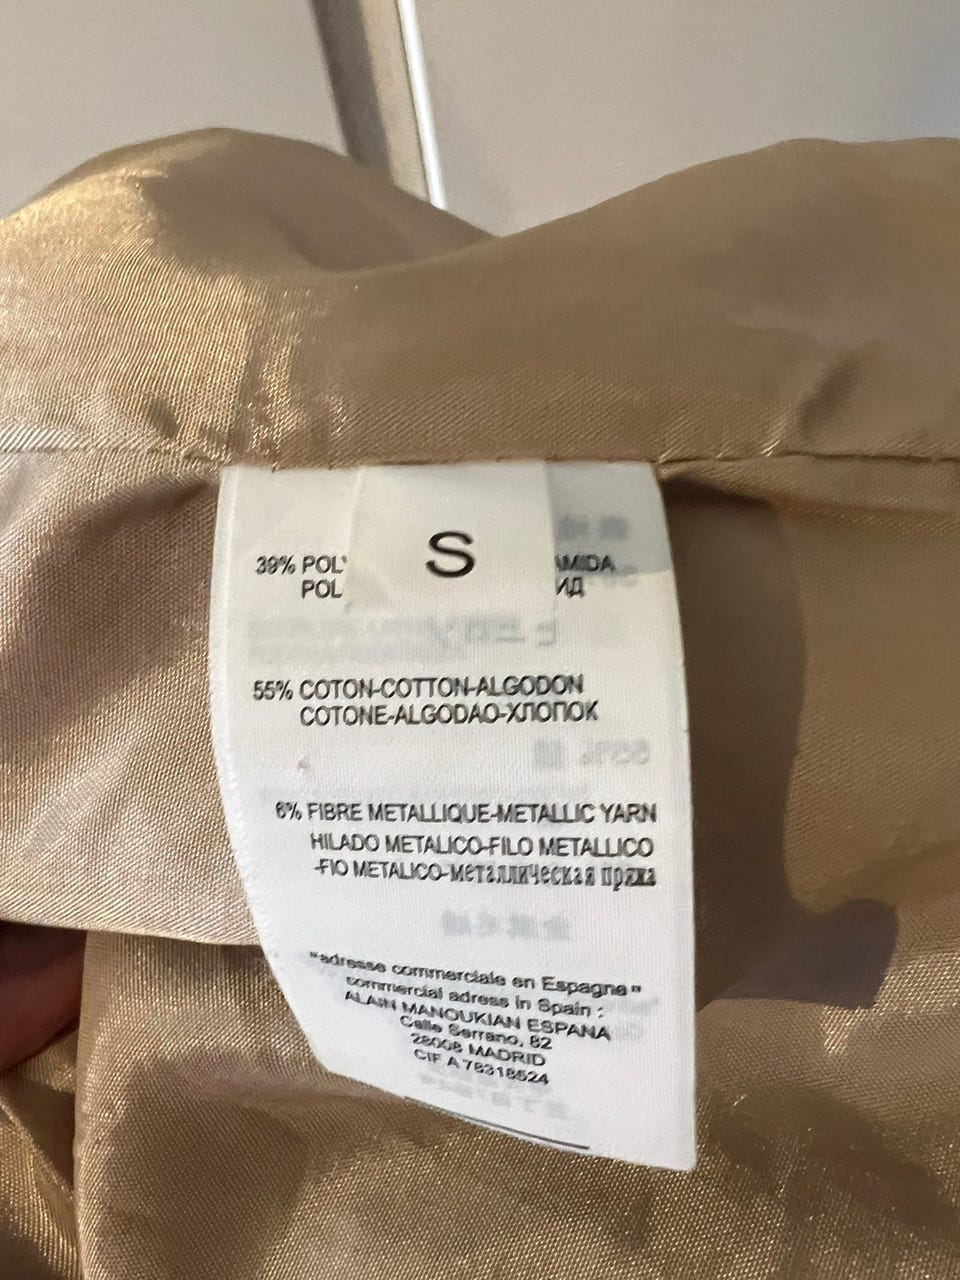 S
39% POL
AMIDA
POL
ИД
55% COTON-COTTON-ALGODON
COTONE-ALGODAO-ХЛОПОК
6% FIBRE METALLIQUE-METALLIC YARN
HILADO METALICO-FILO METALLICO
-FIO METALICO-металлическая пряжа
"adresse commerciale en Espagne"
commercial adress in Spain :
ALAIN MANOUKIAN ESPANA
Calle Serrano, 82
28006 MADRID
CIF A 78318524